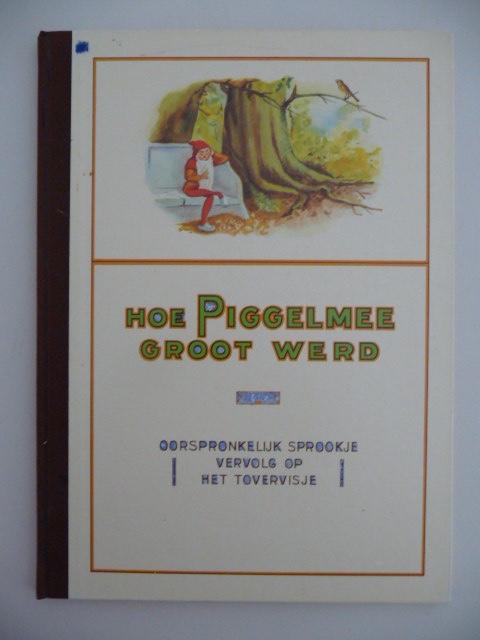 HOE PIGGELMEE
GROOT WERD
OORSPRONKELIJK SPROOKJE
VERVOLG OP
HET TOVERVISJE